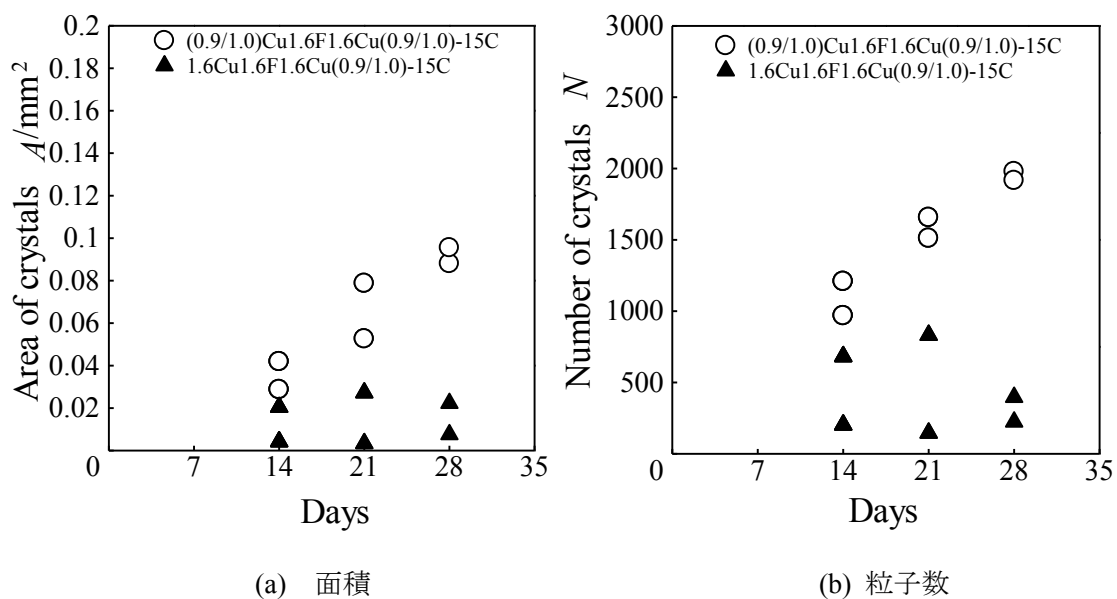 0.2
0.18
0.16
0.14
0.12
0.1
0.08
0.06
0.04
0.02
0
Area of crystals A/mm²
(0.9/1.0)Cu1.6F1.6Cu(0.9/1.0)-15C
1.6Cu1.6F1.6Cu(0.9/1.0)-15C
7 14 21 28 35
Days
(a) 面積
3000
2500
2000
1500
1000
500
0
Number of crystals N
(0.9/1.0)Cu1.6F1.6Cu(0.9/1.0)-15C
1.6Cu1.6F1.6Cu(0.9/1.0)-15C
7 14 21 28 35
Days
(b) 粒子数